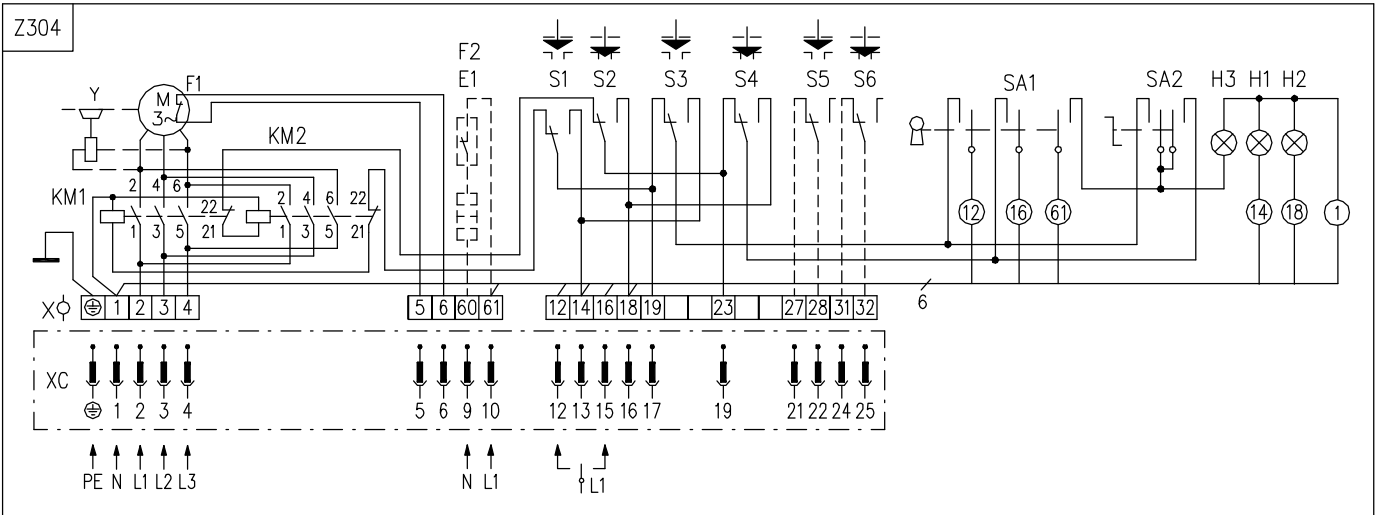 Z304
F2
Y F1 E1 S1 S2 S3 S4 S5 S6 SA1 SA2 H3 H1 H2
M
3~
KM2
2 4 6 2 4 6 22
KM1 22
21
1 3 5 1 3 5 21
12 16 61 14 18 1
6
X 1 2 3 4 5 6 60 61 12 14 16 18 19 23 27 28 31 32
XC
1 2 3 4 5 6 9 10 12 13 15 16 17 19 21 22 24 25
PE N L1 L2 L3 N L1 L1